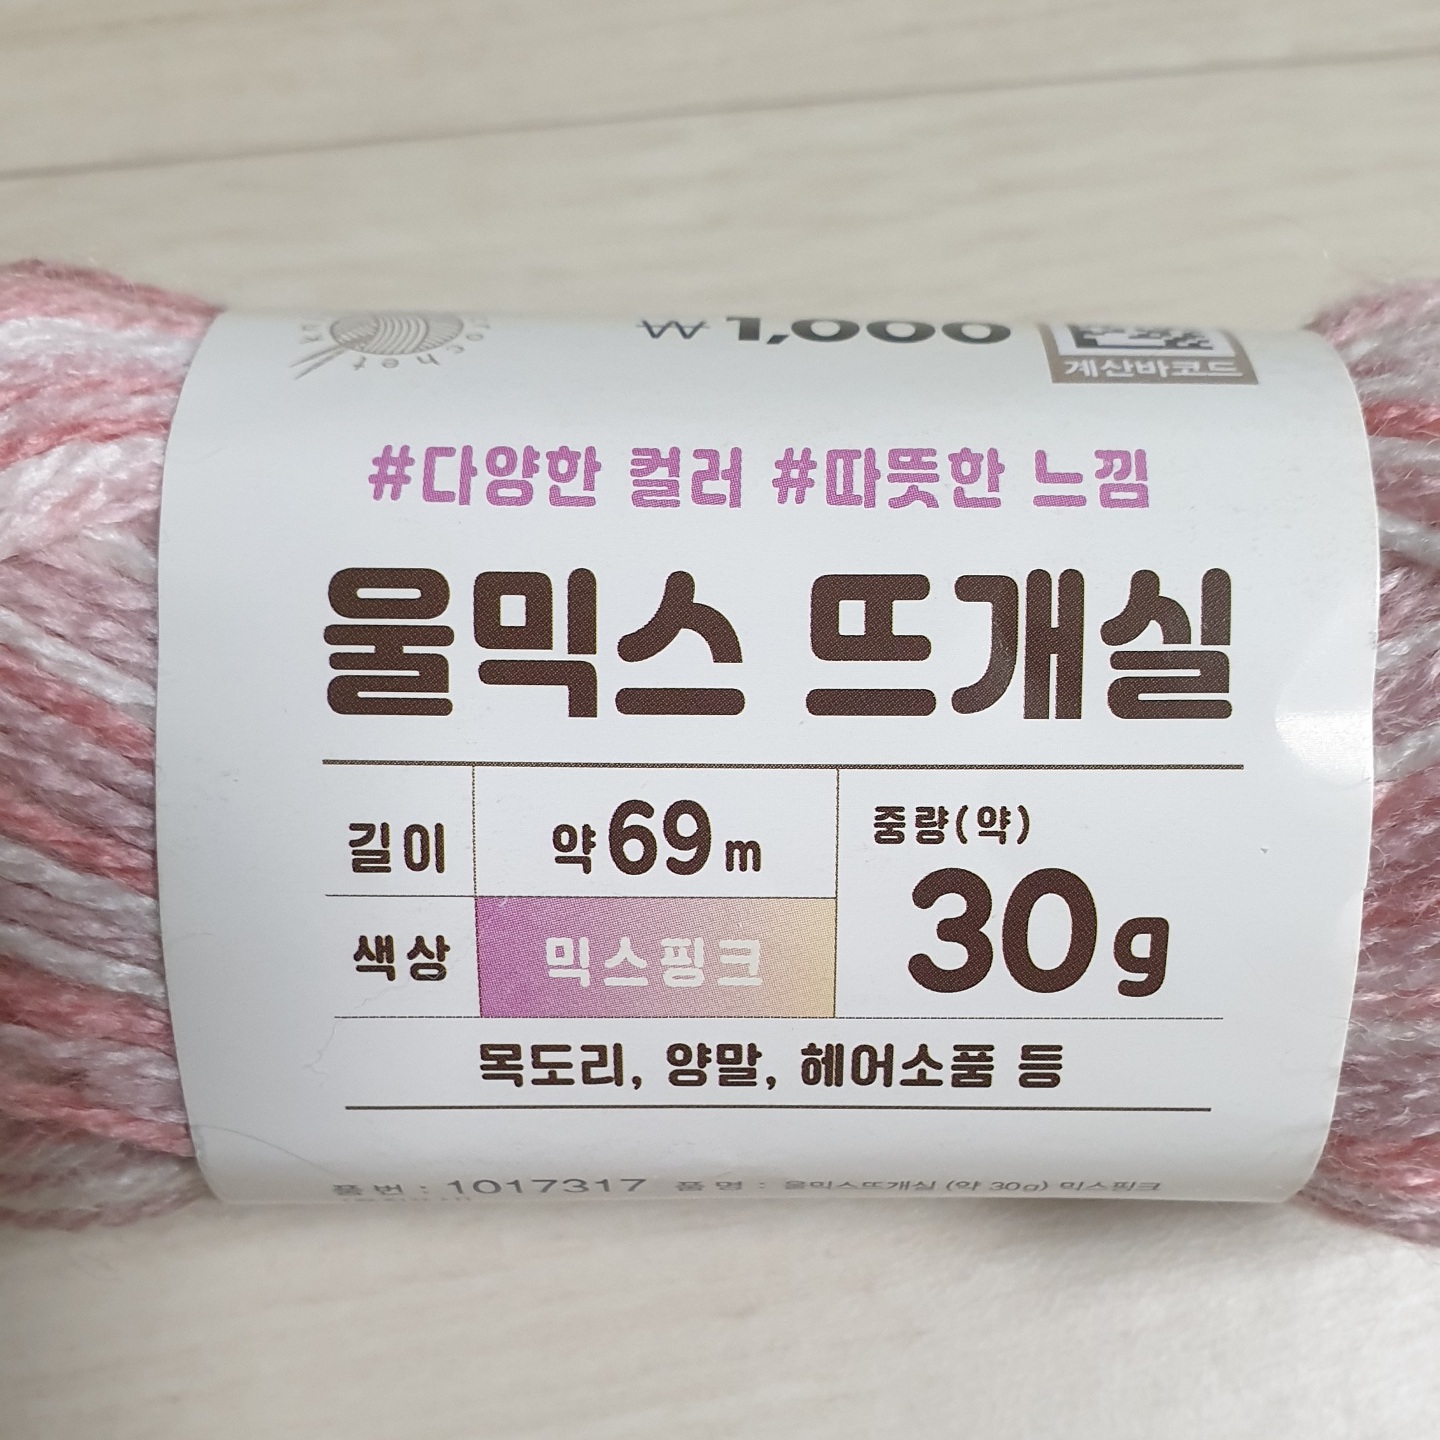 crochet
₩1,000
계산바코드
#다양한 컬러 #따뜻한 느낌
울믹스 뜨개실
길이 약 69m
중량(약)
30g
색상 믹스핑크
목도리, 양말, 헤어소품 등
품번 : 1017317 품명 : 울믹스뜨개실 (약 30g) 믹스핑크